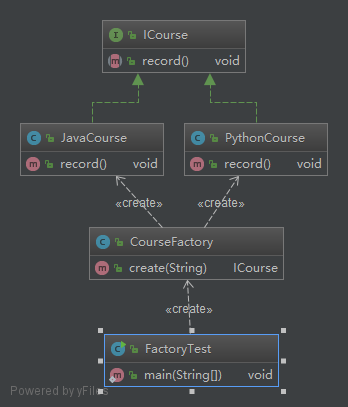 I ICourse
m record() void
C JavaCourse
m record() void
C PythonCourse
m record() void
«create»
«create»
C CourseFactory
m create(String) ICourse
«create»
C FactoryTest
m main(String[]) void
Powered by yFiles